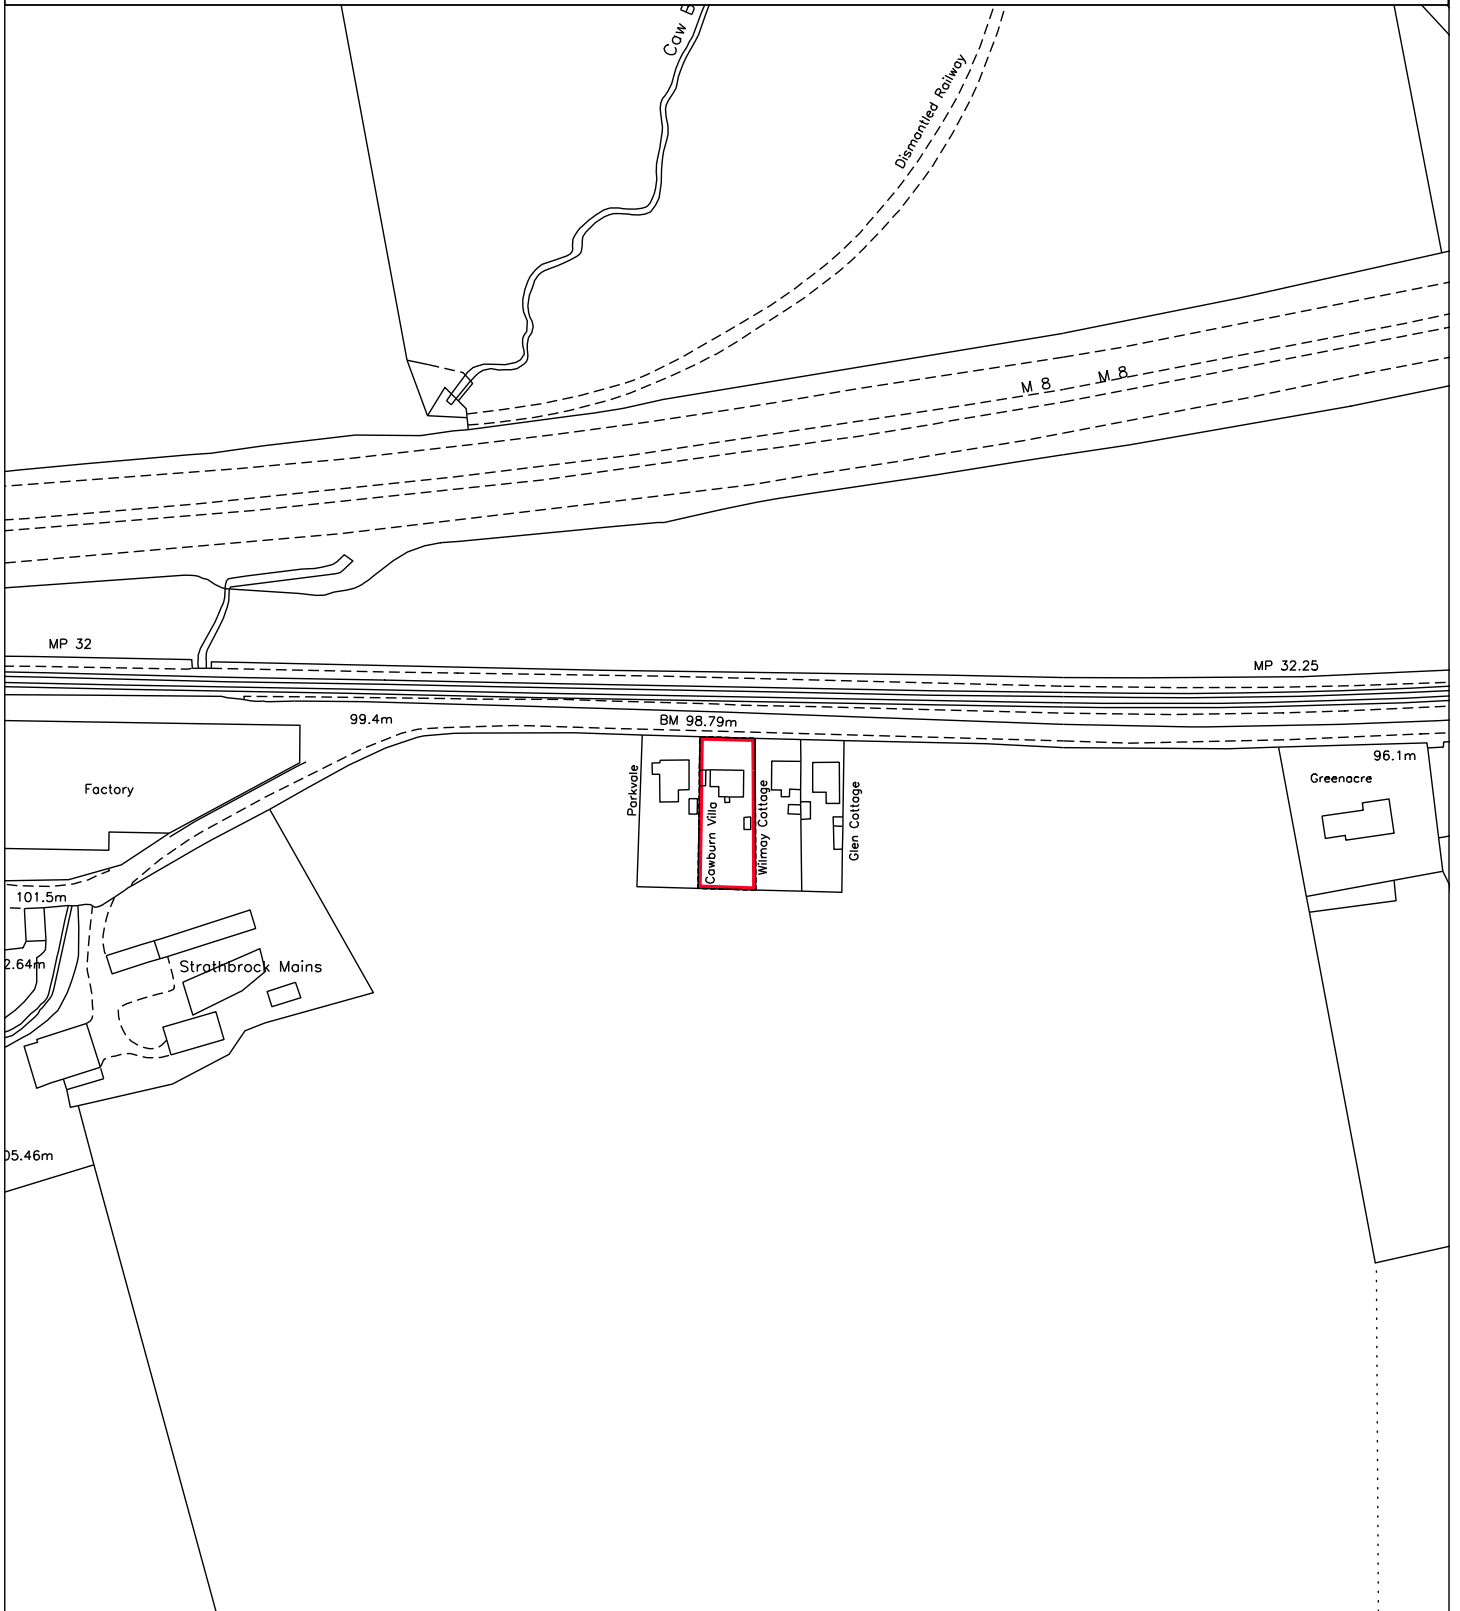 Caw B
Dismantled Railway
M 8
M 8
MP 32
MP 32.25
99.4m
BM 98.79m
96.1m
Factory
Parkvale
Cawburn Villa
Wilmay Cottage
Glen Cottage
Greenacre
101.5m
2.64m
Strathbrock Mains
05.46m